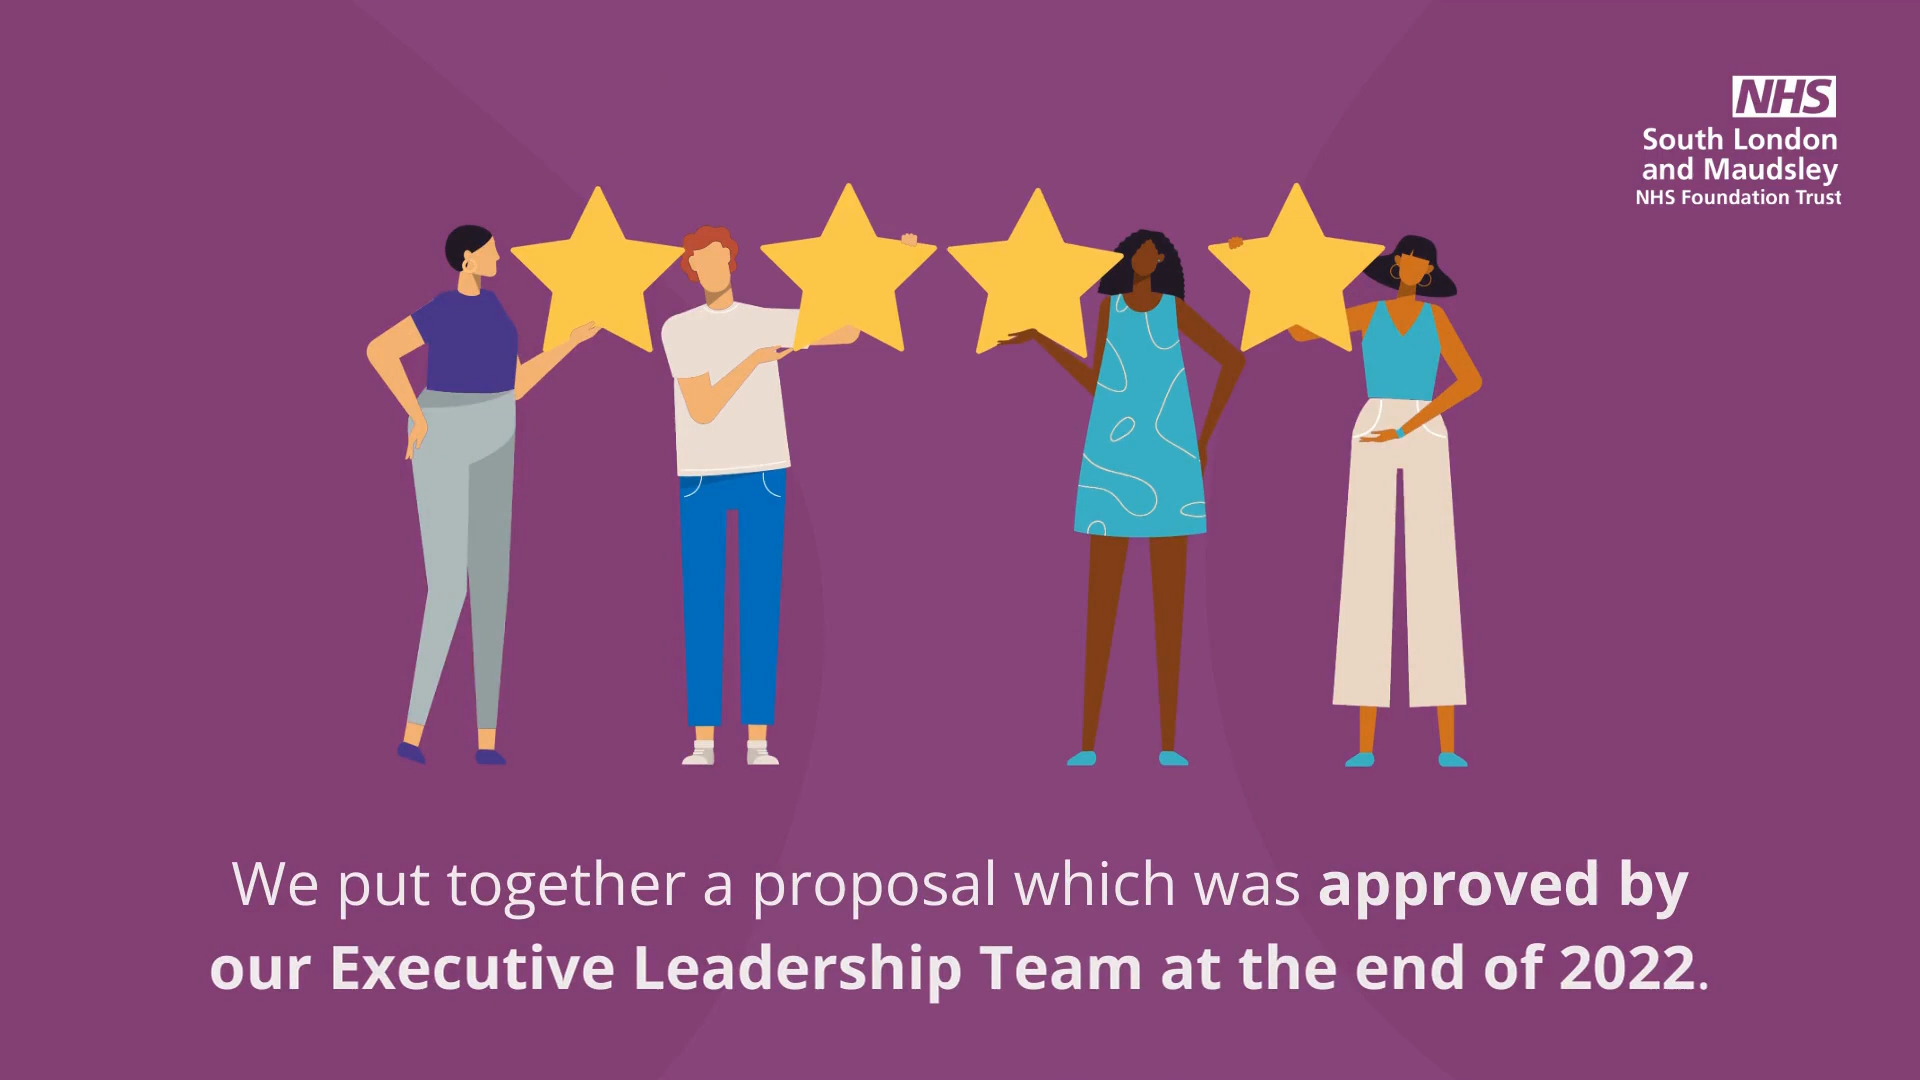 NHS
South London
and Maudsley
NHS Foundation Trust
We put together a proposal which was approved by
our Executive Leadership Team at the end of 2022.